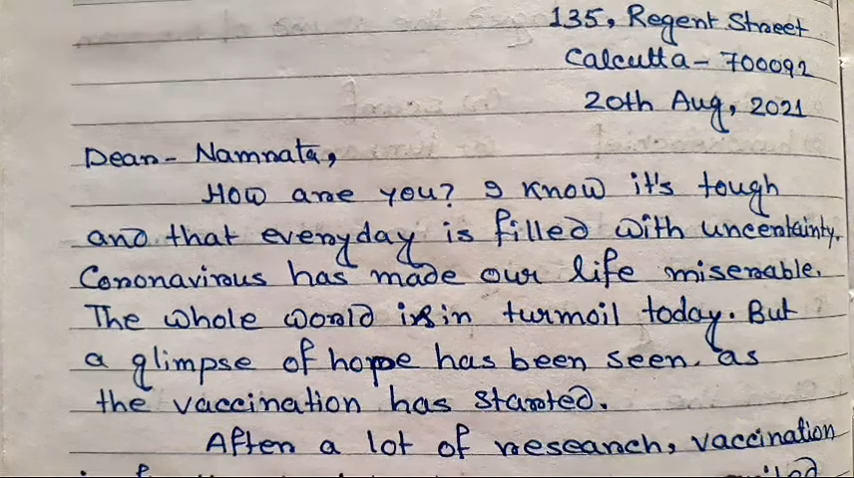 135, Regent Street
Calcutta - 700092
20th Aug, 2021
Dear - Namrata,
How are you? I know it's tough
and that everyday is filled with uncertainty.
Coronavirus has made our life miserable.
The whole world is in turmoil today. But
a glimpse of hope has been seen as
the vaccination has started.
After a lot of research, vaccination